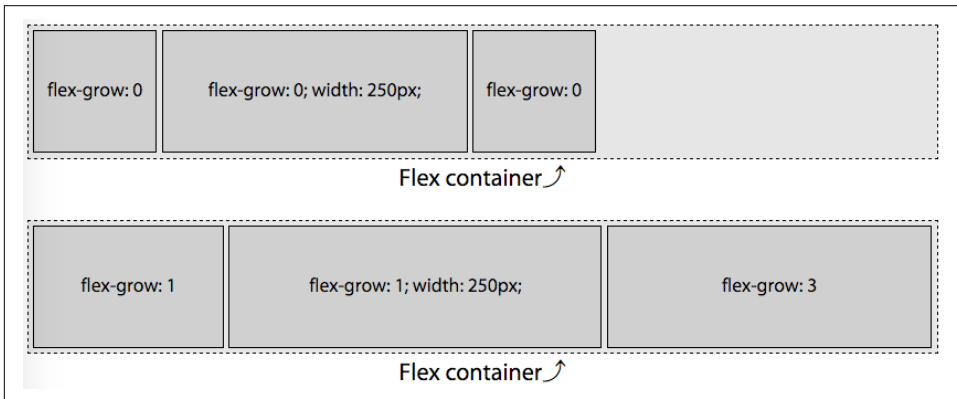 flex-grow: 0 flex-grow: 0; width: 250px; flex-grow: 0
Flex container
flex-grow: 1 flex-grow: 1; width: 250px; flex-grow: 3
Flex container